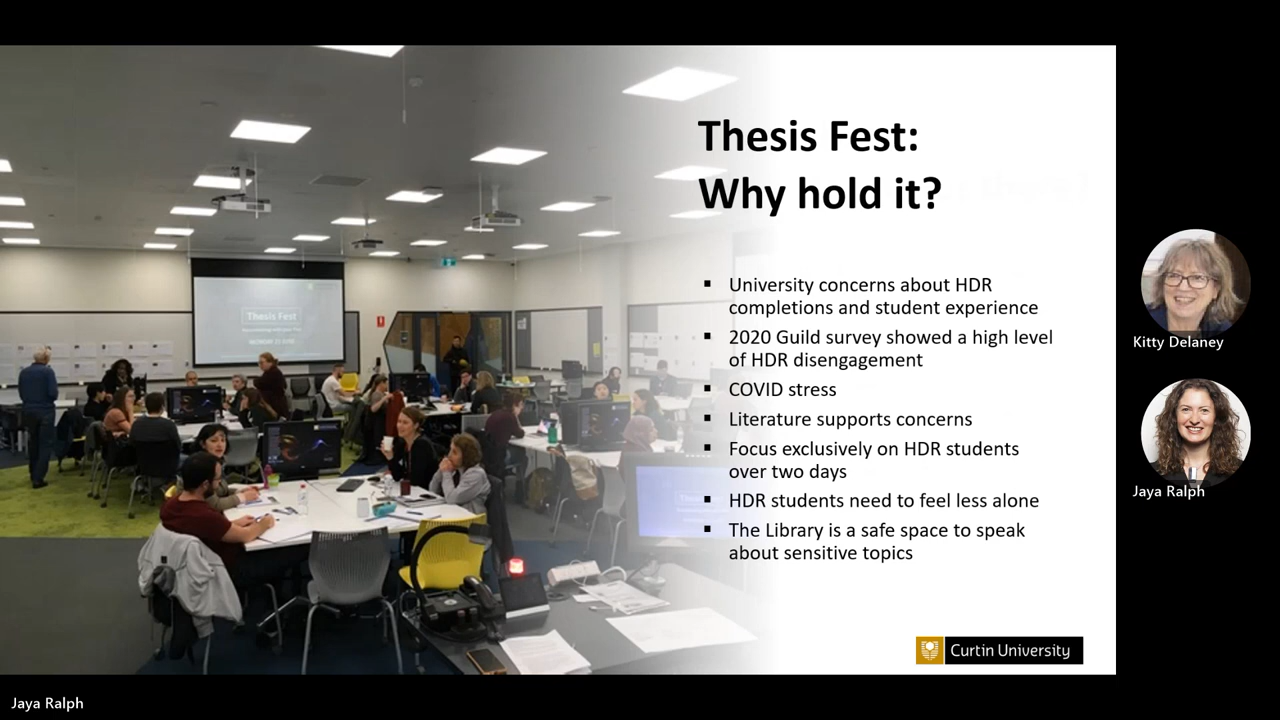 Thesis Fest:
Why hold it?
▪ University concerns about HDR
completions and student experience
▪ 2020 Guild survey showed a high level
of HDR disengagement
▪ COVID stress
▪ Literature supports concerns
▪ Focus exclusively on HDR students
over two days
▪ HDR students need to feel less alone
▪ The Library is a safe space to speak
about sensitive topics
Curtin University
Thesis Fest
Kitty Delaney
Jaya Ralph
Jaya Ralph